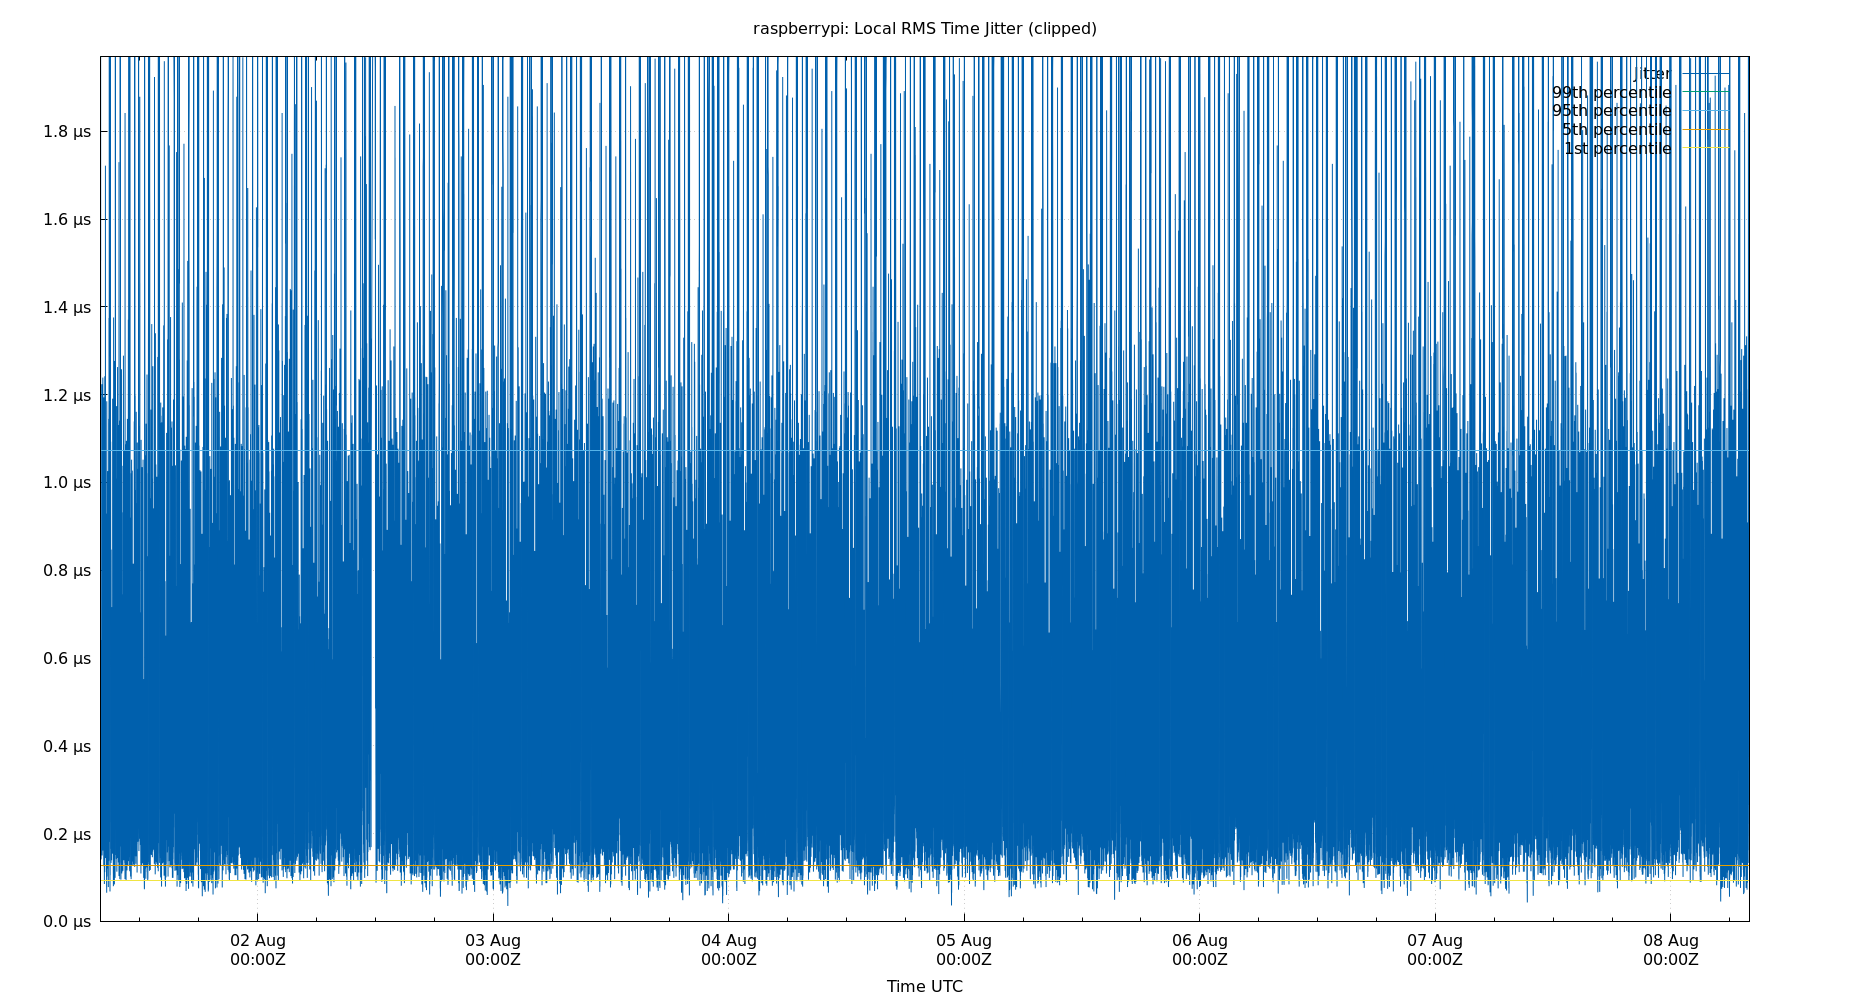 raspberrypi: Local RMS Time Jitter (clipped)
jitter
99th percentile
95th percentile
5th percentile
1st percentile
1.8 µs
1.6 µs
1.4 µs
1.2 µs
1.0 µs
0.8 µs
0.6 µs
0.4 µs
0.2 µs
0.0 µs
02 Aug 03 Aug 04 Aug 05 Aug 06 Aug 07 Aug 08 Aug
00:00Z 00:00Z 00:00Z 00:00Z 00:00Z 00:00Z 00:00Z
Time UTC